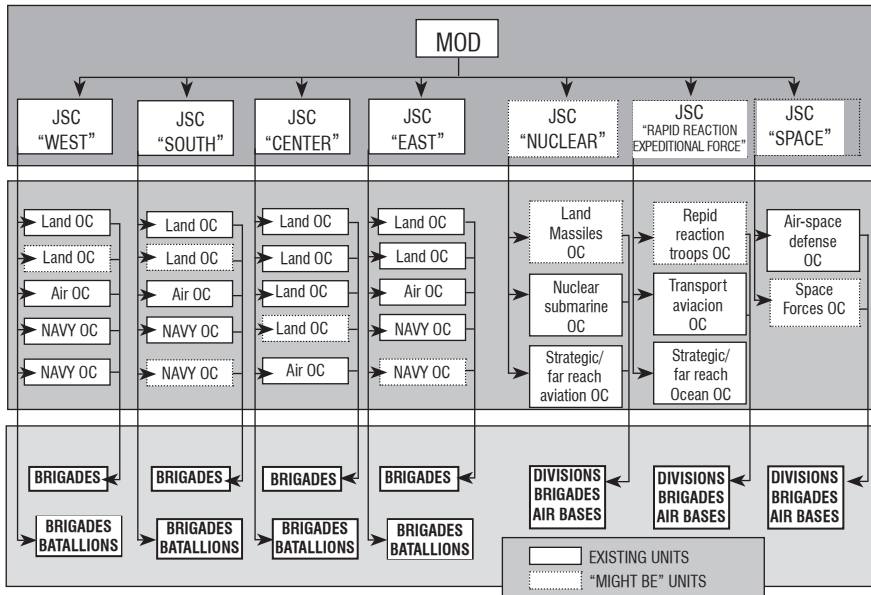 MOD
JSC
"WEST"
JSC
"SOUTH"
JSC
"CENTER"
JSC
"EAST"
JSC
"NUCLEAR"
JSC
"RAPID REACTION
EXPEDITIONAL FORCE"
JSC
"SPACE"
Land OC
Land OC
Air OC
NAVY OC
NAVY OC
Land OC
Land OC
Air OC
NAVY OC
NAVY OC
Land OC
Land OC
Land OC
Land OC
Air OC
Land OC
Land OC
Air OC
NAVY OC
NAVY OC
Land
Massiles
OC
Nuclear
submarine
OC
Strategic/
far reach
aviation OC
Repid
reaction
troops OC
Transport
aviacion
OC
Strategic/
far reach
Ocean OC
Air-space
defense
OC
Space
Forces OC
BRIGADES
BRIGADES
BRIGADES
BRIGADES
DIVISIONS
BRIGADES
AIR BASES
DIVISIONS
BRIGADES
AIR BASES
DIVISIONS
BRIGADES
AIR BASES
BRIGADES
BATALLIONS
BRIGADES
BATALLIONS
BRIGADES
BATALLIONS
BRIGADES
BATALLIONS
EXISTING UNITS
"MIGHT BE" UNITS